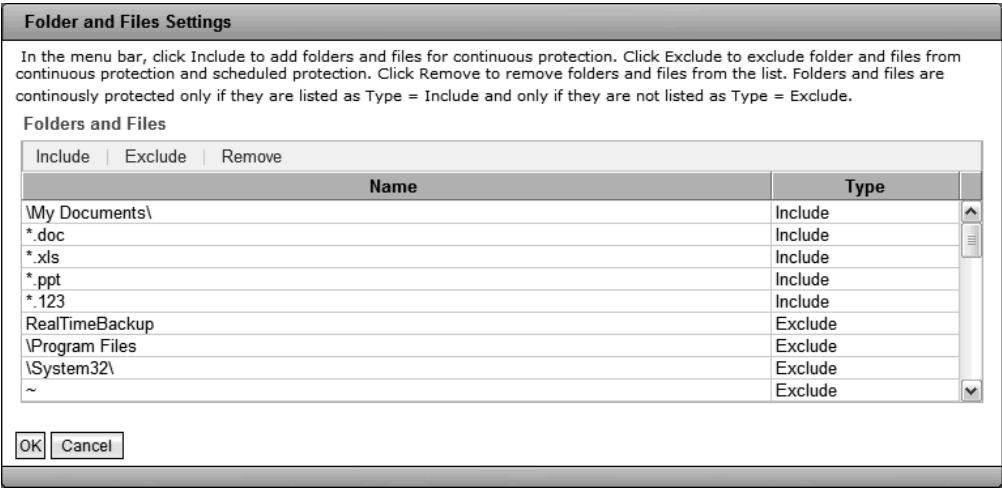 Folder and Files Settings
In the menu bar, click Include to add folders and files for continuous protection. Click Exclude to exclude folder and files from
continuous protection and scheduled protection. Click Remove to remove folders and files from the list. Folders and files are
continously protected only if they are listed as Type = Include and only if they are not listed as Type = Exclude.
Folders and Files
Include | Exclude | Remove
Name Type
\My Documents\ Include
*.doc Include
*.xls Include
*.ppt Include
*.123 Include
RealTimeBackup Exclude
\Program Files Exclude
\System32\ Exclude
~ Exclude
OK Cancel